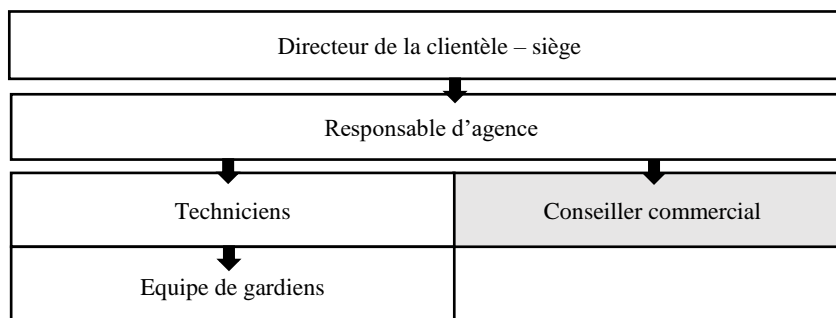 Directeur de la clientèle – siège
Responsable d’agence
Techniciens
Conseiller commercial
Equipe de gardiens